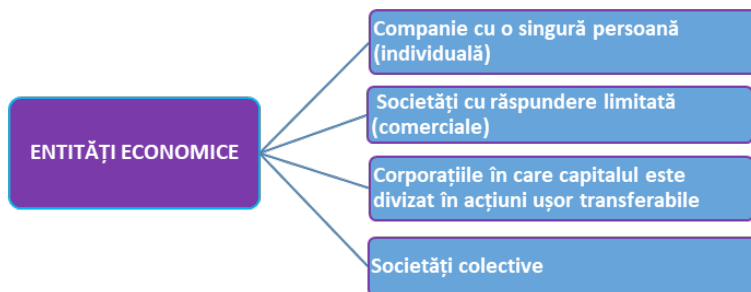 ENTITĂȚI ECONOMICE
Companie cu o singură persoană
(individuală)
Societăți cu răspundere limitată
(comerciale)
Corporațiile în care capitalul este
divizat în acțiuni ușor transferabile
Societăți colective